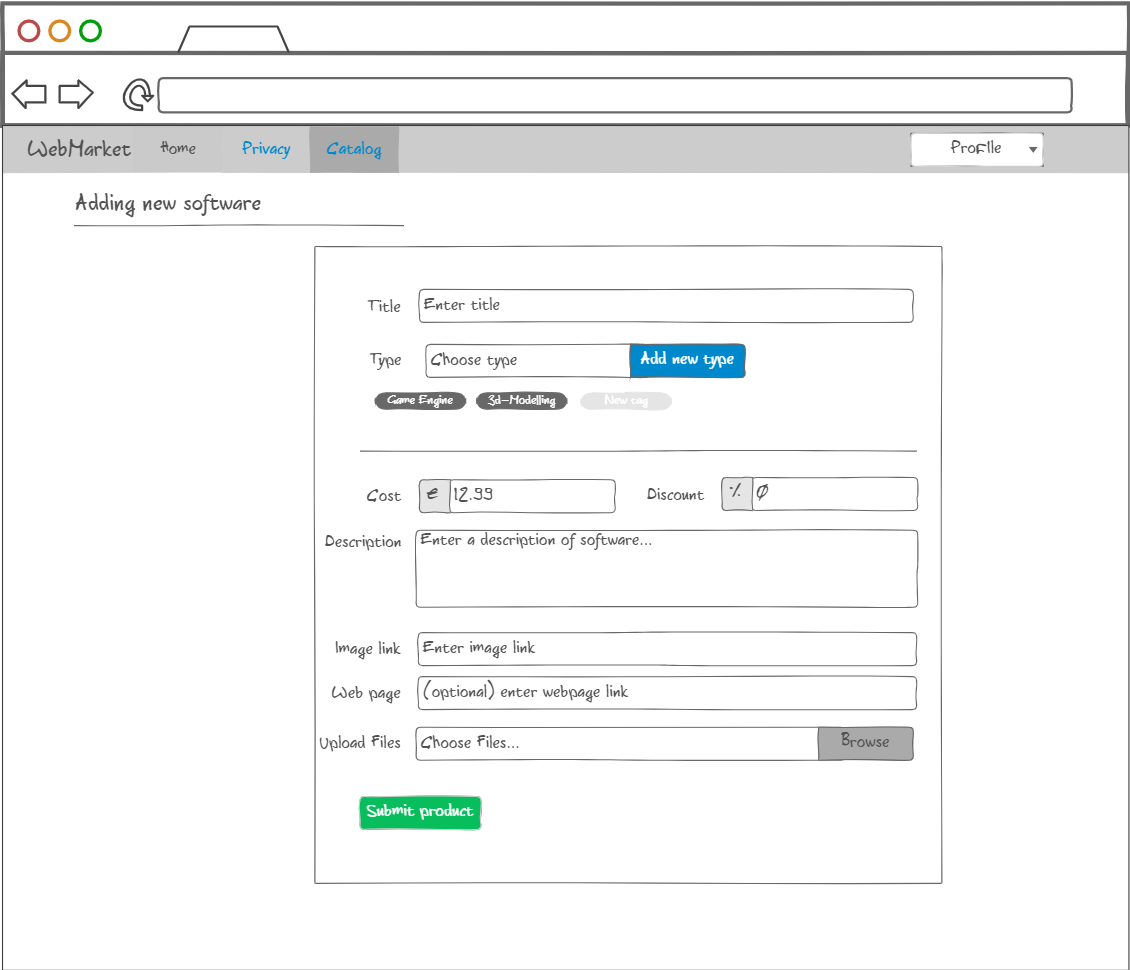 WebMarket Home Privacy Catalog Profile
Adding new software
Title Enter title
Type Choose type Add new type
Game Engine 3d-Modelling New tag
Cost € 12.99 Discount % 0
Description Enter a description of software...
Image link Enter image link
Web page (optional) enter webpage link
Upload Files Choose Files... Browse
Submit product